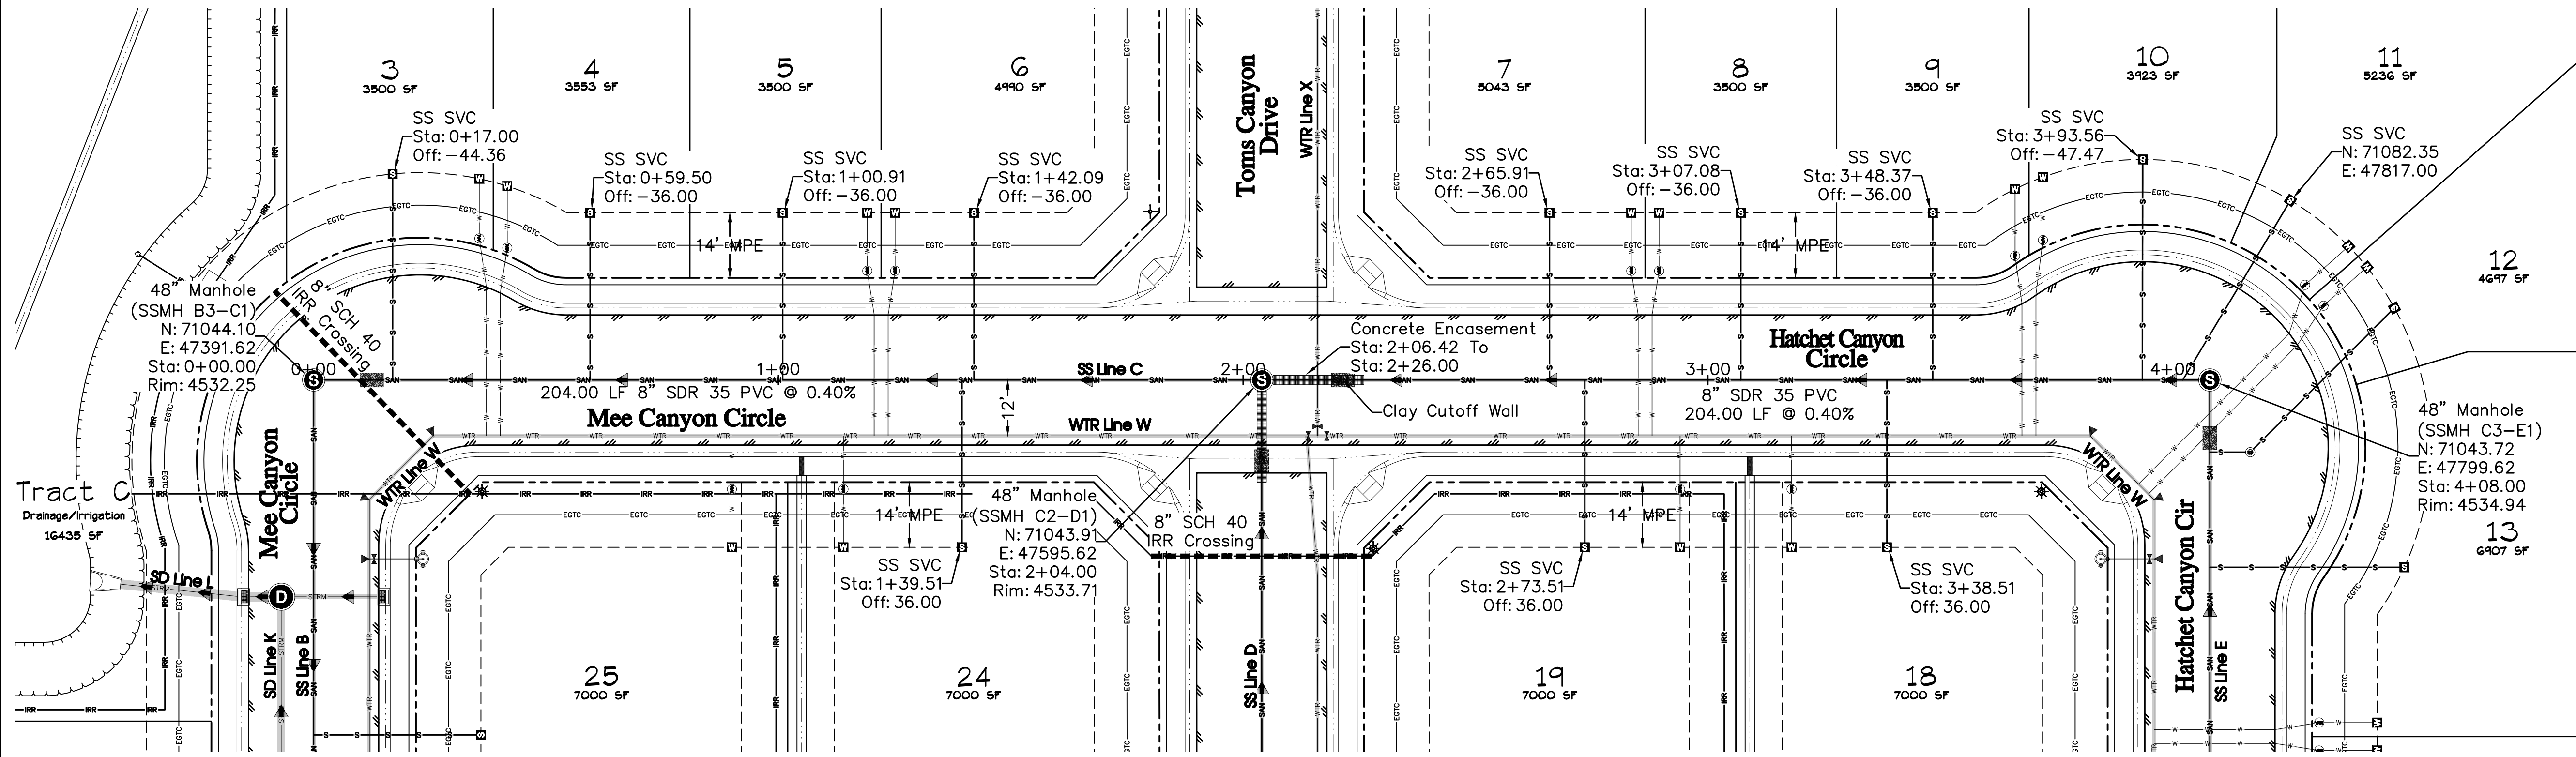 3
3500 SF
4
3553 SF
5
3500 SF
6
4990 SF
7
5043 SF
8
3500 SF
9
3500 SF
10
3923 SF
11
5236 SF
12
4697 SF
13
6907 SF
Toms Canyon
Drive
WTR Line X
SS SVC
Sta: 0+17.00
Off: -44.36
SS SVC
Sta: 0+59.50
Off: -36.00
SS SVC
Sta: 1+00.91
Off: -36.00
SS SVC
Sta: 1+42.09
Off: -36.00
SS SVC
Sta: 2+65.91
Off: -36.00
SS SVC
Sta: 3+07.08
Off: -36.00
SS SVC
Sta: 3+48.37
Off: -36.00
SS SVC
Sta: 3+93.56
Off: -47.47
SS SVC
N: 71082.35
E: 47817.00
14' MPE
14' MPE
48" Manhole
(SSMH B3-C1)
N: 71044.10
E: 47391.62
Sta: 0+00.00
Rim: 4532.25
8" SCH 40
IRR Crossing
0+00
1+00
2+00
3+00
4+00
SS Line C
204.00 LF 8" SDR 35 PVC @ 0.40%
Mee Canyon Circle
12'
WTR Line W
Concrete Encasement
Sta: 2+06.42 To
Sta: 2+26.00
Clay Cutoff Wall
Hatchet Canyon
Circle
8" SDR 35 PVC
204.00 LF @ 0.40%
48" Manhole
(SSMH C3-E1)
N: 71043.72
E: 47799.62
Sta: 4+08.00
Rim: 4534.94
Tract C
Drainage/Irrigation
16435 SF
Mee Canyon
Circle
WTR Line W
WTR Line W
14' MPE
14' MPE
48" Manhole
(SSMH C2-D1)
N: 71043.91
E: 47595.62
Sta: 2+04.00
Rim: 4533.71
8" SCH 40
IRR Crossing
SS SVC
Sta: 1+39.51
Off: 36.00
SS SVC
Sta: 2+73.51
Off: 36.00
SS SVC
Sta: 3+38.51
Off: 36.00
SD Line L
SD Line K
SS Line B
SS Line D
Hatchet Canyon Cir
SS Line E
25
7000 SF
24
7000 SF
19
7000 SF
18
7000 SF
S
S
S
D